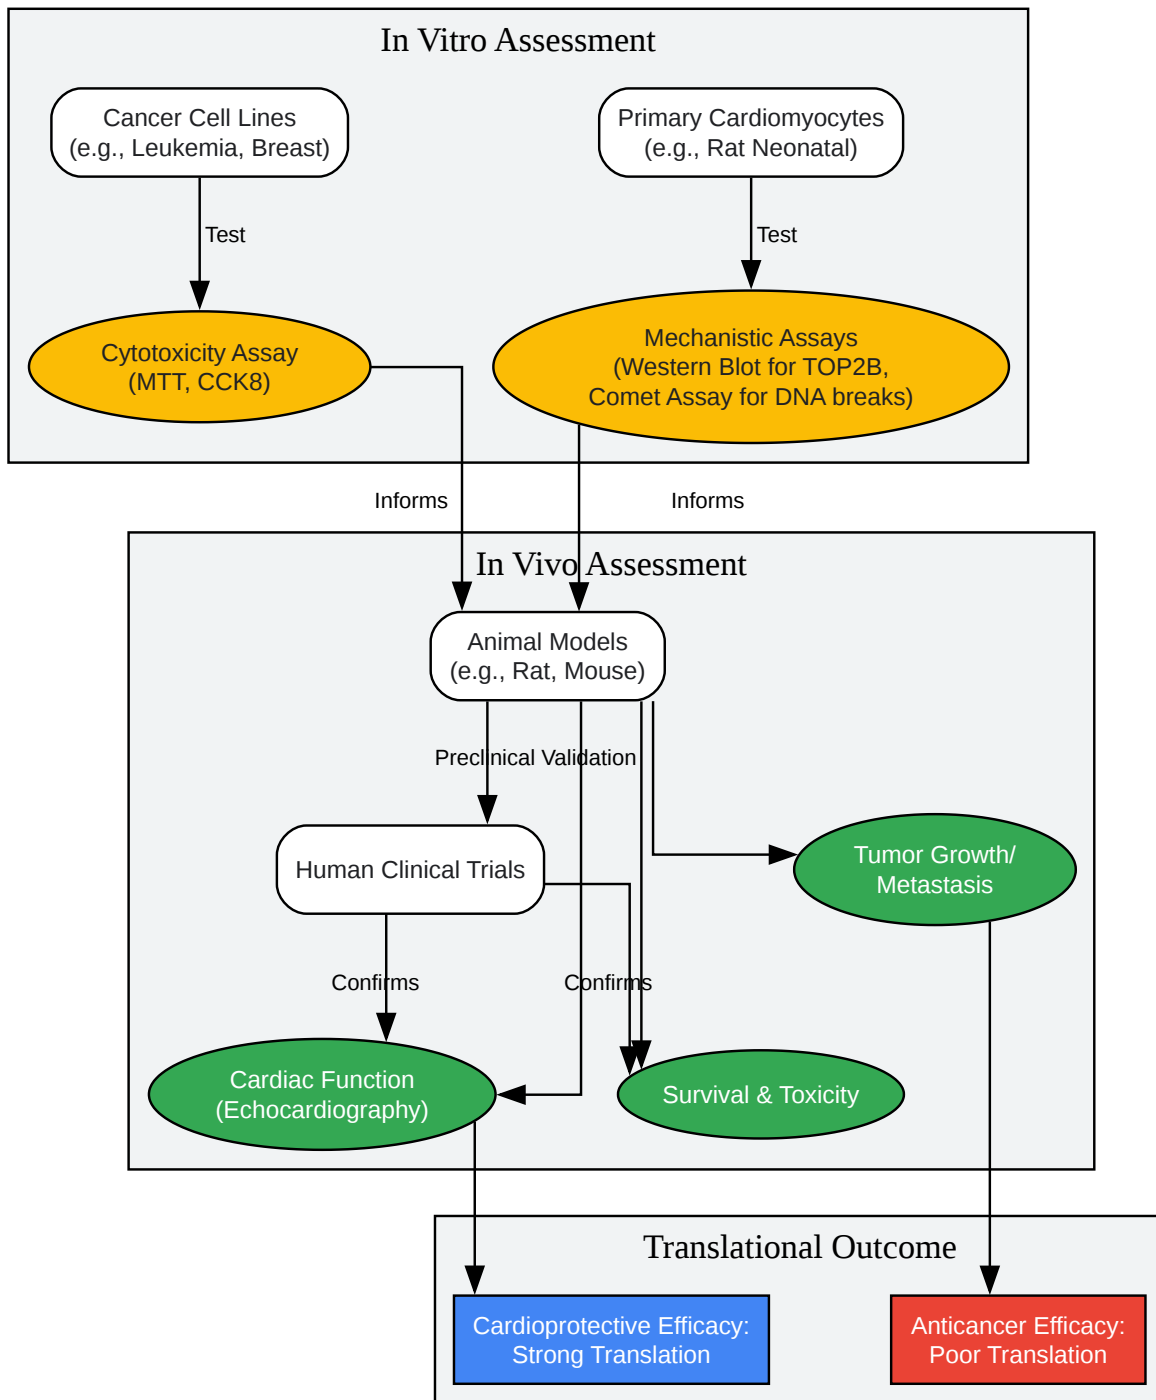 In Vitro Assessment
Cancer Cell Lines
(e.g., Leukemia, Breast)
Primary Cardiomyocytes
(e.g., Rat Neonatal)
Test
Test
Cytotoxicity Assay
(MTT, CCK8)
Mechanistic Assays
(Western Blot for TOP2B,
Comet Assay for DNA breaks)
Informs
Informs
In Vivo Assessment
Animal Models
(e.g., Rat, Mouse)
Preclinical Validation
Human Clinical Trials
Tumor Growth/
Metastasis
Confirms
Confirms
Cardiac Function
(Echocardiography)
Survival & Toxicity
Translational Outcome
Cardioprotective Efficacy:
Strong Translation
Anticancer Efficacy:
Poor Translation